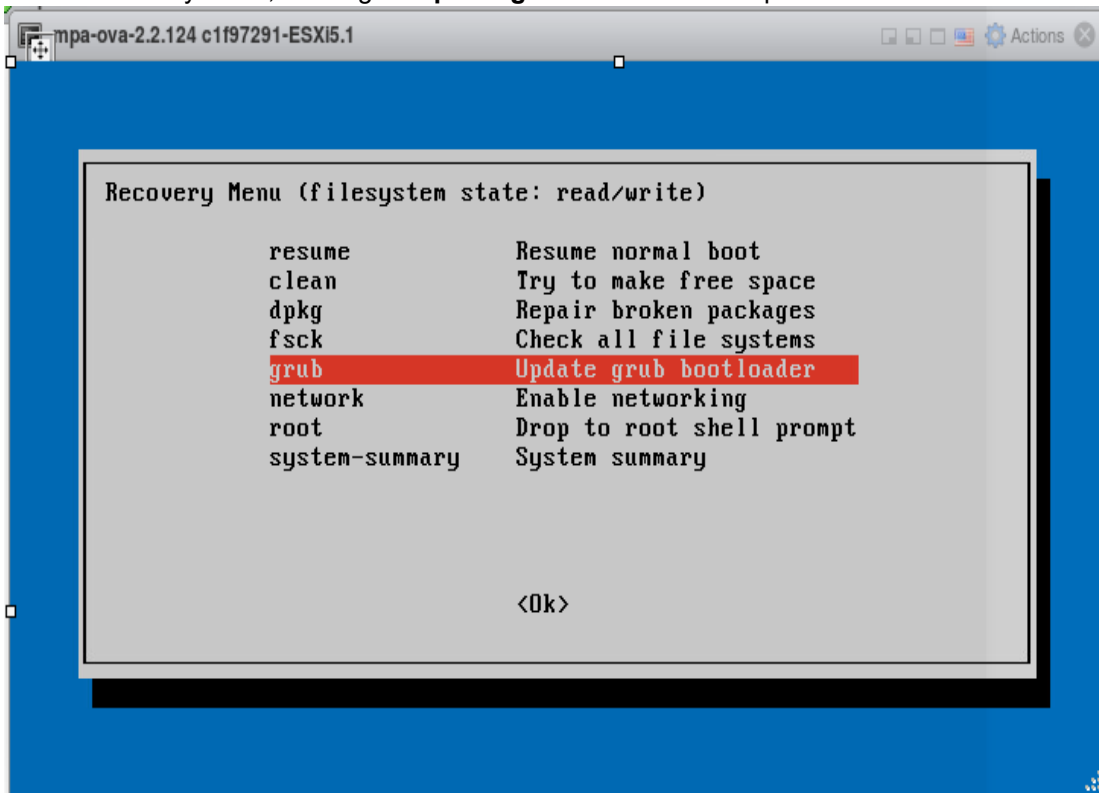 mpa-ova-2.2.124 c1f97291-ESXi5.1 Actions
Recovery Menu (filesystem state: read/write)
resume Resume normal boot
clean Try to make free space
dpkg Repair broken packages
fsck Check all file systems
grub Update grub bootloader
network Enable networking
root Drop to root shell prompt
system-summary System summary
<Ok>